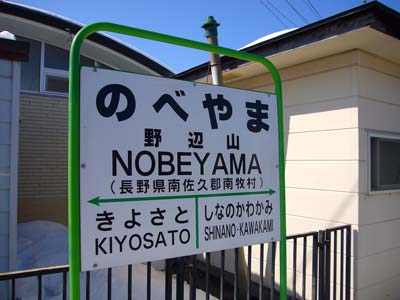 のべやま
野辺山
NOBEYAMA
(長野県南佐久郡南牧村)
きよさと しなのかわかみ
KIYOSATO SHINANO-KAWAKAMI